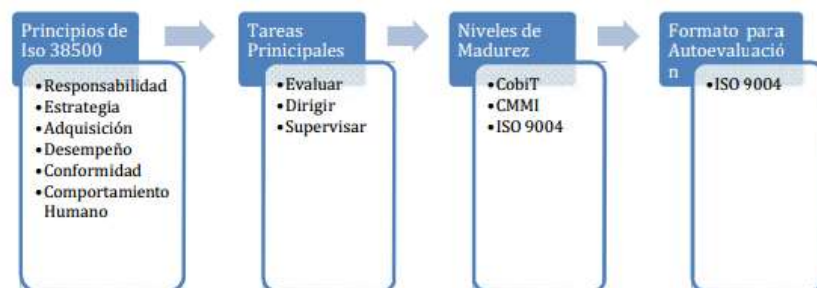 Principios de
Iso 38500
•Responsabilidad
•Estrategia
•Adquisición
•Desempeño
•Conformidad
•Comportamiento
Humano
Tareas
Prinicipales
•Evaluar
•Dirigir
•Supervisar
Niveles de
Madurez
•CobiT
•CMMI
•ISO 9004
Formato para
Autoevaluació
n
•ISO 9004